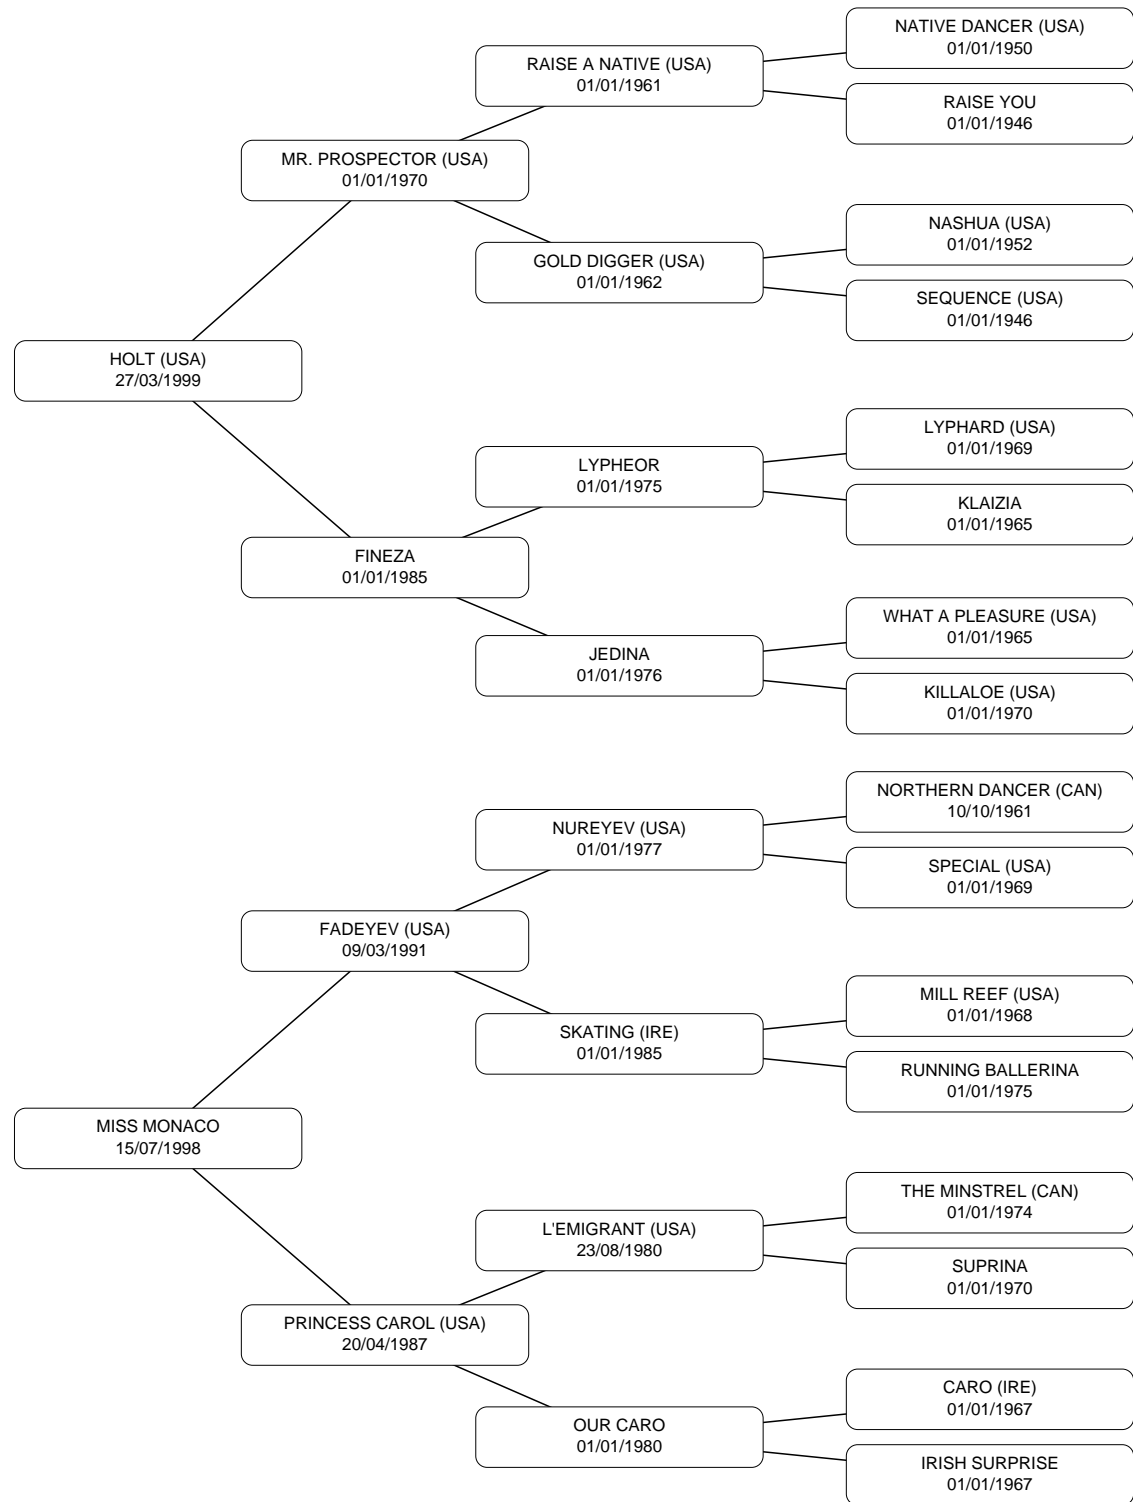 NATIVE DANCER (USA)
01/01/1950
RAISE A NATIVE (USA)
01/01/1961
RAISE YOU
01/01/1946
MR. PROSPECTOR (USA)
01/01/1970
NASHUA (USA)
01/01/1952
GOLD DIGGER (USA)
01/01/1962
SEQUENCE (USA)
01/01/1946
HOLT (USA)
27/03/1999
LYPHARD (USA)
01/01/1969
LYPHEOR
01/01/1975
KLAIZIA
01/01/1965
FINEZA
01/01/1985
WHAT A PLEASURE (USA)
01/01/1965
JEDINA
01/01/1976
KILLALOE (USA)
01/01/1970
NORTHERN DANCER (CAN)
10/10/1961
NUREYEV (USA)
01/01/1977
SPECIAL (USA)
01/01/1969
FADEYEV (USA)
09/03/1991
MILL REEF (USA)
01/01/1968
SKATING (IRE)
01/01/1985
RUNNING BALLERINA
01/01/1975
MISS MONACO
15/07/1998
THE MINSTREL (CAN)
01/01/1974
L'EMIGRANT (USA)
23/08/1980
SUPRINA
01/01/1970
PRINCESS CAROL (USA)
20/04/1987
CARO (IRE)
01/01/1967
OUR CARO
01/01/1980
IRISH SURPRISE
01/01/1967